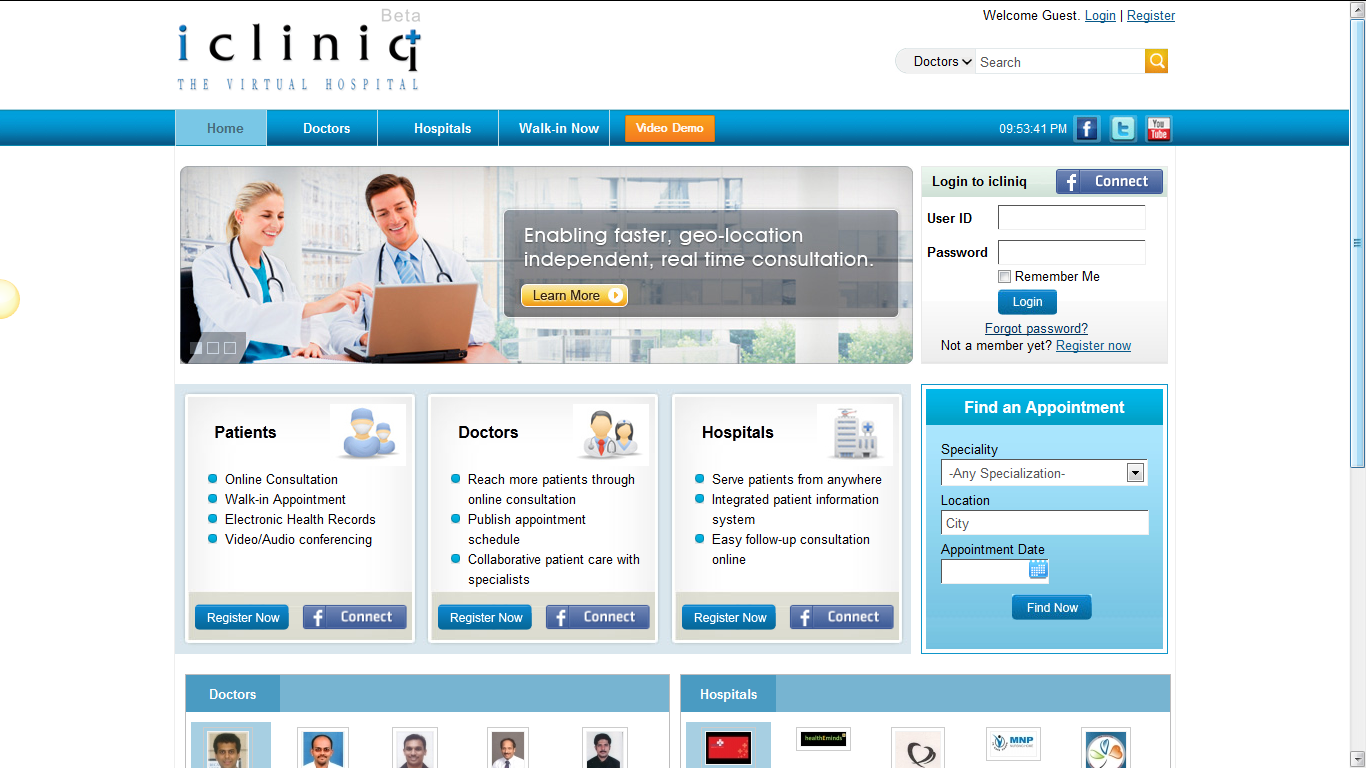 Beta
icliniq
THE VIRTUAL HOSPITAL
Welcome Guest. Login | Register
Doctors Search
Home Doctors Hospitals Walk-in Now Video Demo 09:53:41 PM f t You Tube
Enabling faster, geo-location
independent, real time consultation.
Learn More
Login to icliniq f Connect
User ID
Password
Remember Me
Login
Forgot password?
Not a member yet? Register now
Patients
Online Consultation
Walk-in Appointment
Electronic Health Records
Video/Audio conferencing
Register Now f Connect
Doctors
Reach more patients through
online consultation
Publish appointment
schedule
Collaborative patient care with
specialists
Register Now f Connect
Hospitals
Serve patients from anywhere
Integrated patient information
system
Easy follow-up consultation
online
Register Now f Connect
Find an Appointment
Speciality
-Any Specialization-
Location
City
Appointment Date
Find Now
Doctors
Hospitals
healthEminds
MNP